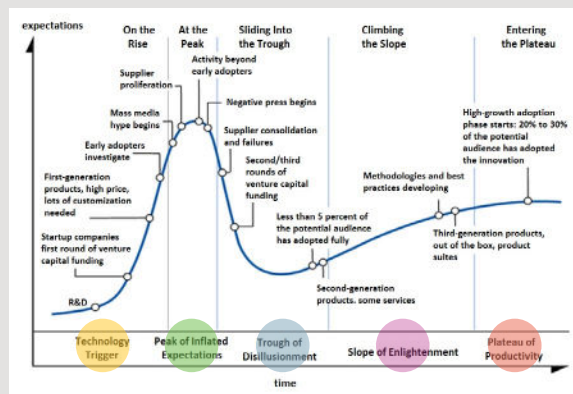 expectations
On the
Rise
At the
Peak
Sliding Into
the Trough
Climbing
the Slope
Entering
the Plateau
Activity beyond
early adopters
Supplier
proliferation
Negative press begins
Mass media
hype begins
Early adopters
investigate
First-generation
products, high price,
lots of customization
needed
Startup companies
first round of venture
capital funding
R&D
Supplier consolidation
and failures
Second/third
rounds of
venture capital
funding
Less than 5 percent of
the potential audience
has adopted fully
Second-generation
products. some services
Methodologies and best
practices developing
Third-generation products,
out of the box, product
suites
High-growth adoption
phase starts: 20% to 30%
of the potential
audience has adopted
the innovation
Technology
Trigger
Peak of Inflated
Expectations
Trough of
Disillusionment
Slope of Enlightenment
Plateau of
Productivity
time